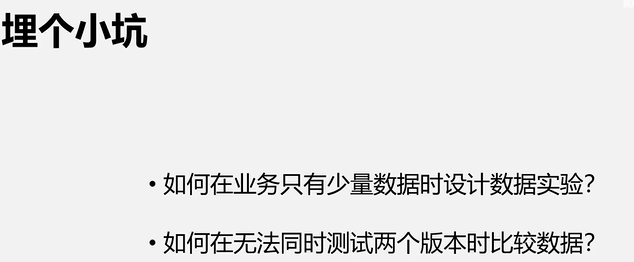 埋个小坑
• 如何在业务只有少量数据时设计数据实验？
• 如何在无法同时测试两个版本时比较数据？